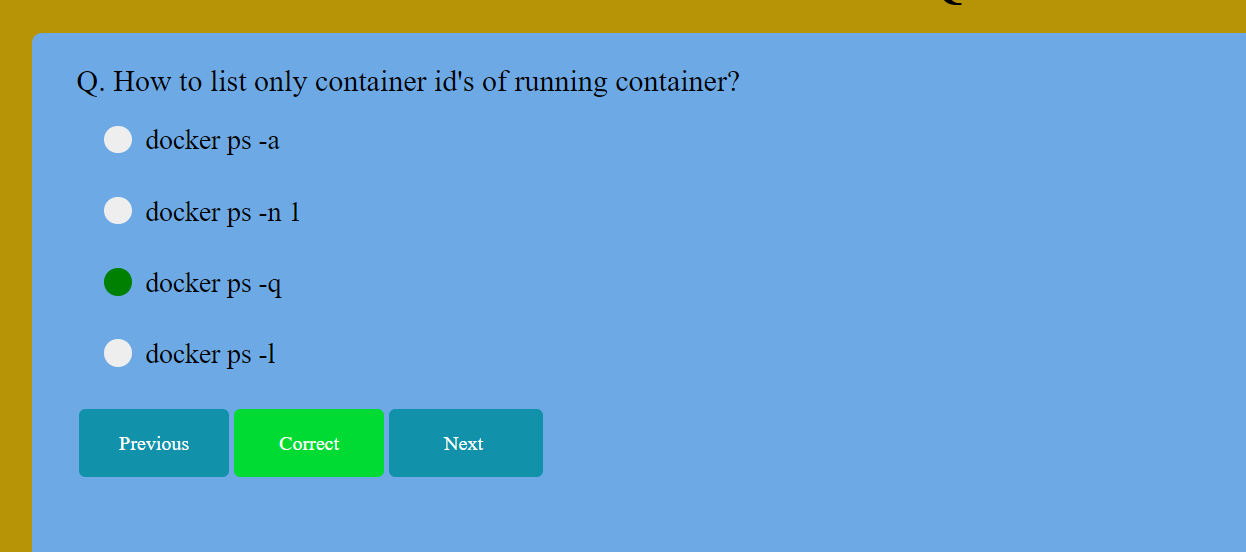 Q. How to list only container id's of running container?
docker ps -a
docker ps -n 1
docker ps -q
docker ps -l
Previous
Correct
Next